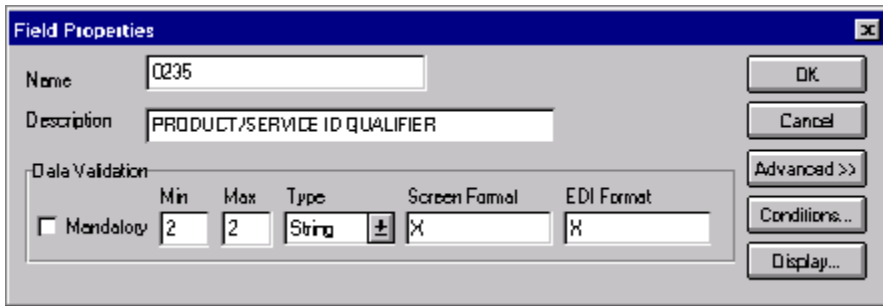 Field Properties
Name 0235
Description PRODUCT/SERVICE ID QUALIFIER
Data Validation
Min Max Type Screen Format EDI Format
Mandatory 2 2 String X X
OK
Cancel
Advanced >>
Conditions...
Display...